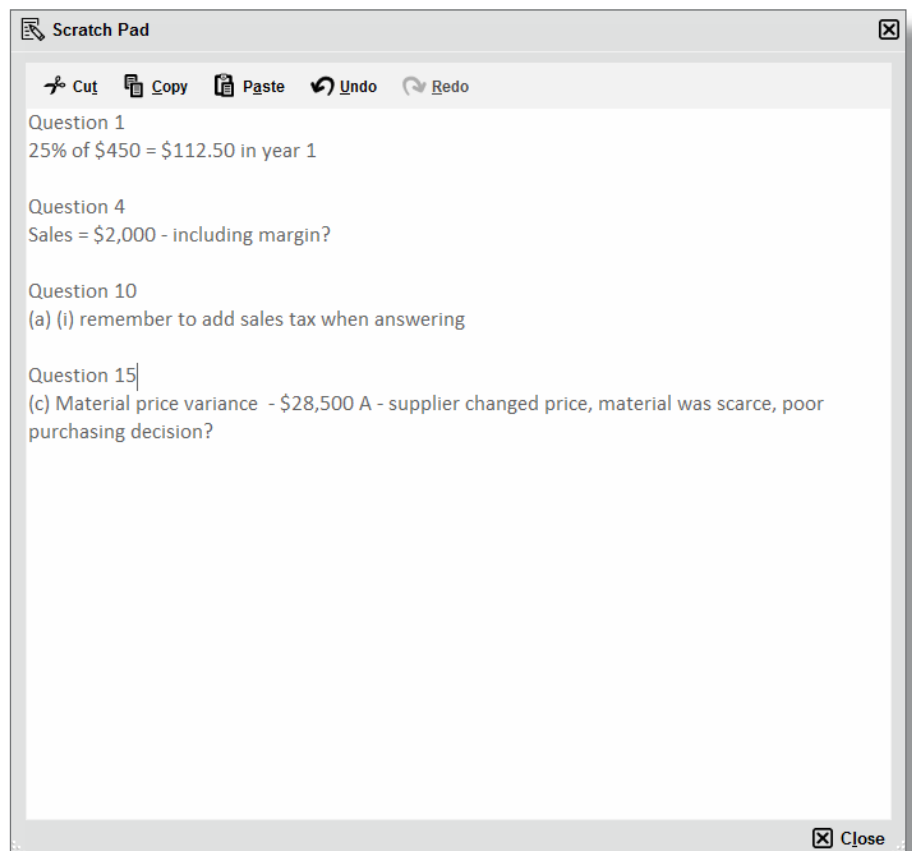 Scratch Pad
Cut Copy Paste Undo Redo
Question 1
25% of $450 = $112.50 in year 1
Question 4
Sales = $2,000 - including margin?
Question 10
(a) (i) remember to add sales tax when answering
Question 15
(c) Material price variance  - $28,500 A - supplier changed price, material was scarce, poor
purchasing decision?
Close